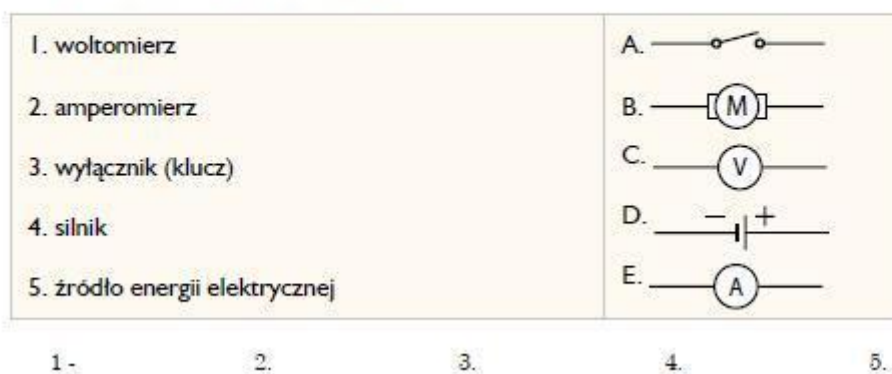 1. woltomierz A.
2. amperomierz B. M
3. wyłącznik (klucz) C. V
4. silnik D. – +
5. źródło energii elektrycznej E. A
1 - 2. 3. 4. 5.